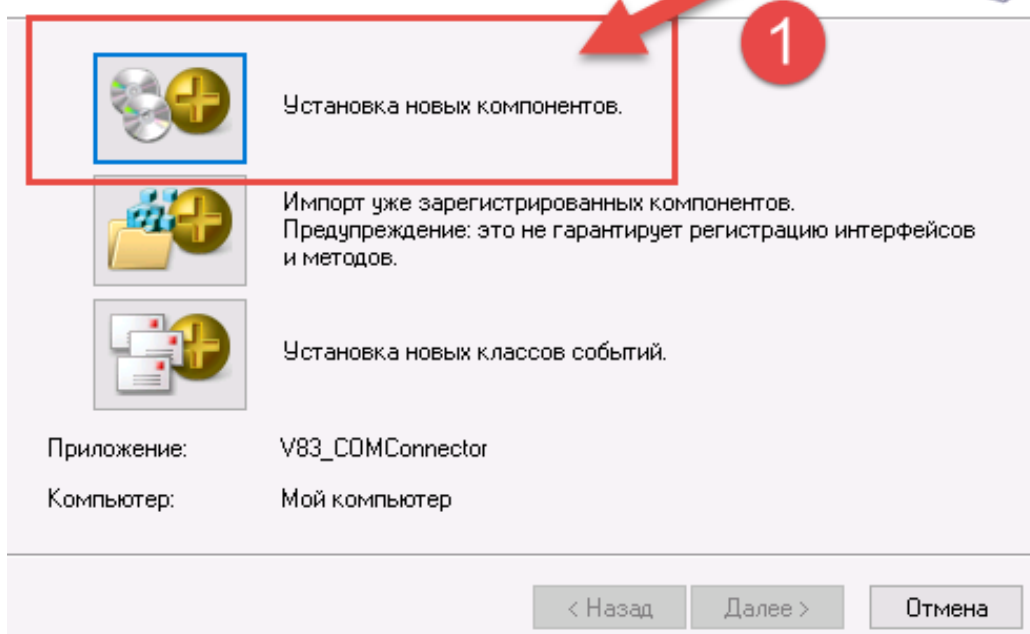 1
Установка новых компонентов.
Импорт уже зарегистрированных компонентов.
Предупреждение: это не гарантирует регистрацию интерфейсов
и методов.
Установка новых классов событий.
Приложение: V83_COMConnector
Компьютер: Мой компьютер
< Назад Далее > Отмена